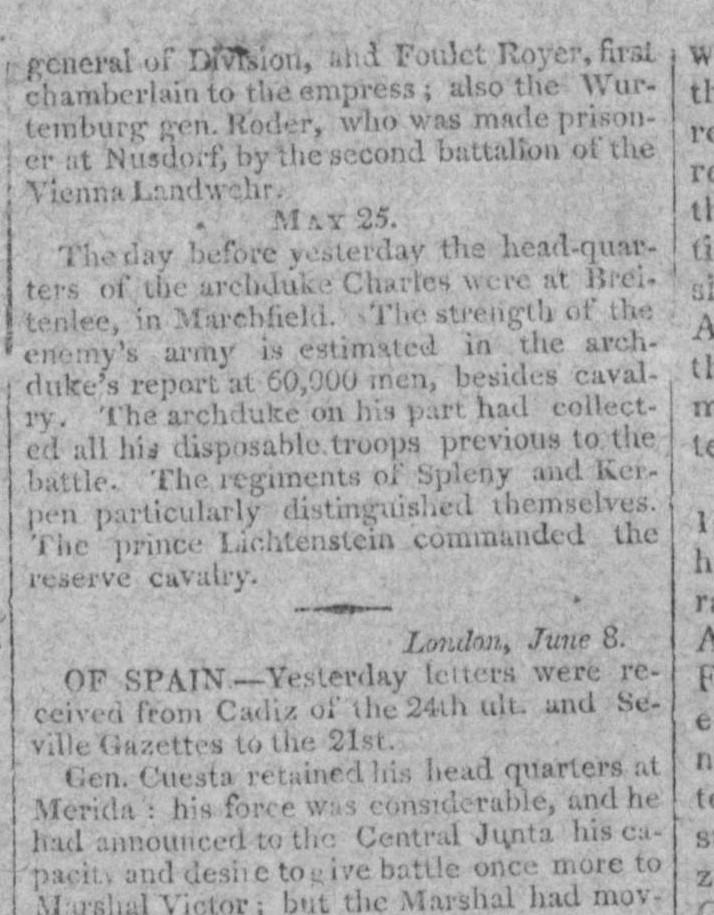 general of Division, and Foulet Royer, first
chamberlain to the empress; also the Wur-
temburg gen. Roder, who was made prison-
er at Nusdorf, by the second battalion of the
Vienna Landwehr.
MAY 25.
The day before yesterday the head-quar-
ters of the archduke Charles were at Brei-
tenlee, in Marchfield. The strength of the
enemy's army is estimated in the arch-
duke's report at 60,000 men, besides caval-
ry. The archduke on his part had collect-
ed all his disposable troops previous to the
battle. The regiments of Spleny and Ker-
pen particularly distinguished themselves.
The prince Lichtenstein commanded the
reserve cavalry.
London, June 8.
OF SPAIN.—Yesterday letters were re-
ceived from Cadiz of the 24th ult. and Se-
ville Gazettes to the 21st.
Gen. Cuesta retained his head quarters at
Merida: his force was considerable, and he
had announced to the Central Junta his ca-
pacity and desire to give battle once more to
Marshal Victor; but the Marshal had mov-